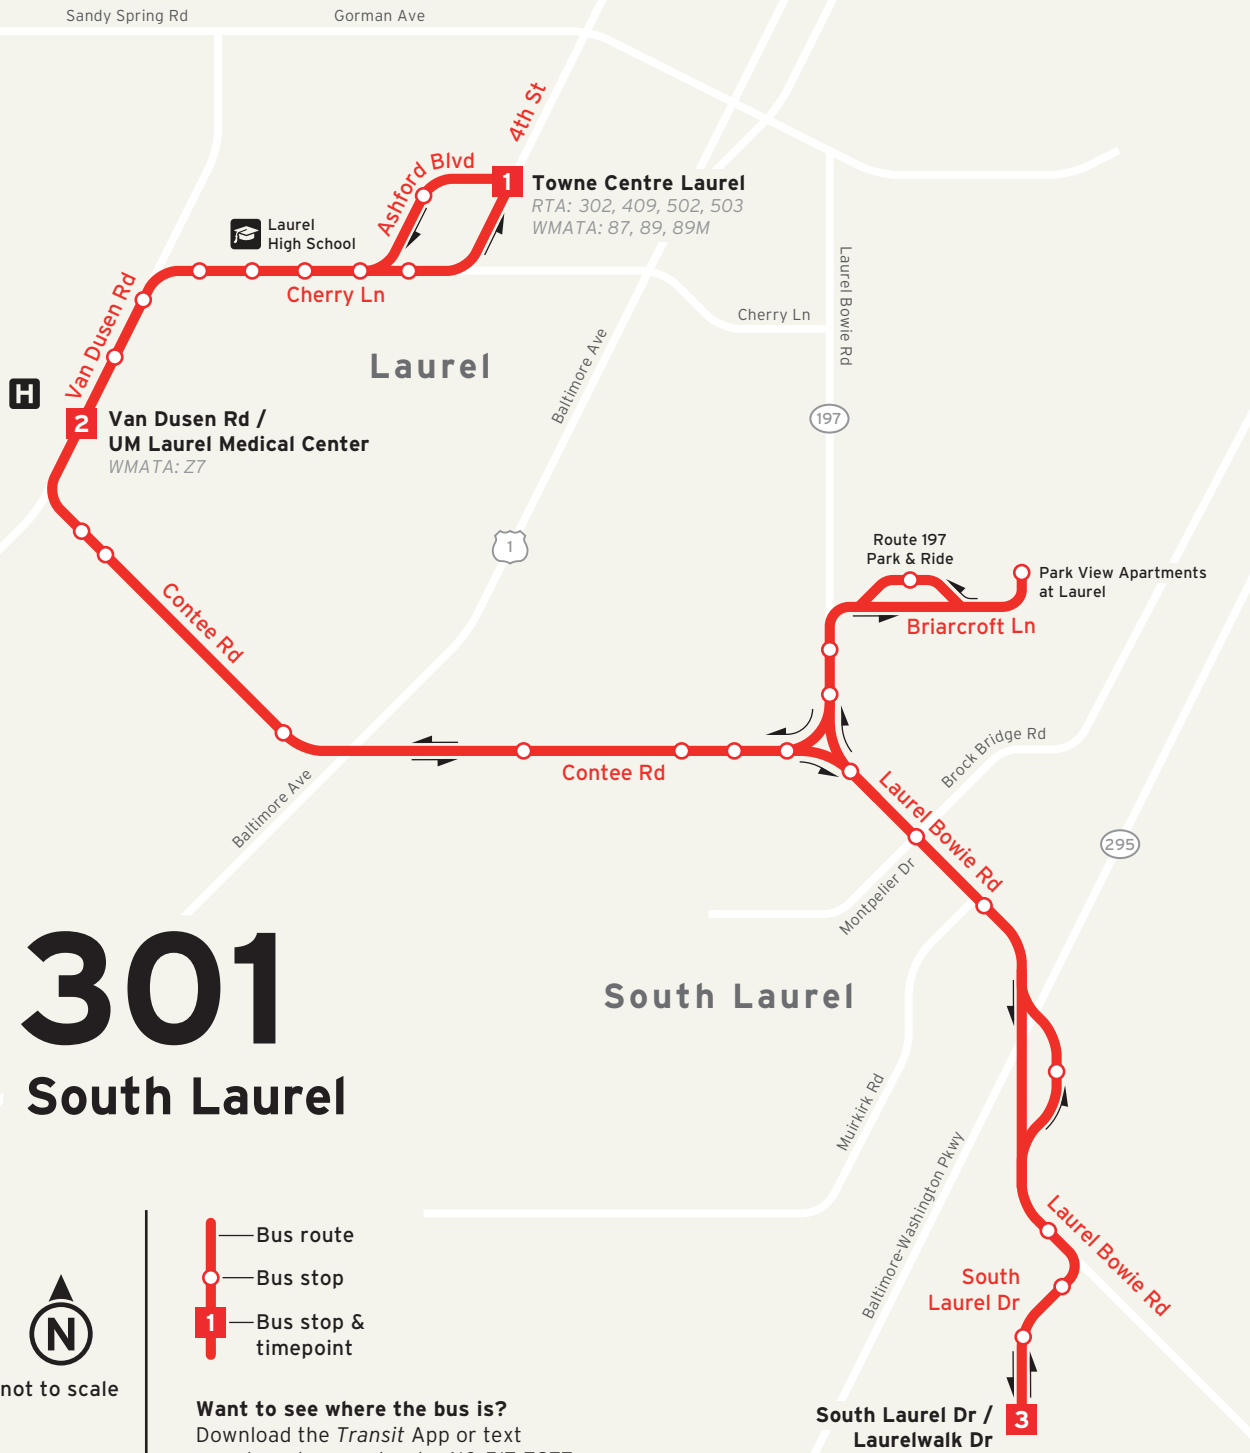 Sandy Spring Rd
Gorman Ave
4th St
Ashford Blvd
1
Towne Centre Laurel
RTA: 302, 409, 502, 503
WMATA: 87, 89, 89M
Laurel
High School
Cherry Ln
Cherry Ln
Laurel Bowie Rd
Van Dusen Rd
Laurel
Baltimore Ave
H
2
Van Dusen Rd /
UM Laurel Medical Center
WMATA: Z7
197
1
Route 197
Park & Ride
Park View Apartments
at Laurel
Briarcroft Ln
Contee Rd
Contee Rd
Baltimore Ave
Brock Bridge Rd
Laurel Bowie Rd
295
Montpelier Dr
301
South Laurel
South Laurel
Muirkirk Rd
Baltimore-Washington Pkwy
Laurel Bowie Rd
South
Laurel Dr
N
not to scale
Bus route
Bus stop
1
Bus stop &
timepoint
Want to see where the bus is?
Download the Transit App or text
South Laurel Dr /
Laurelwalk Dr
3